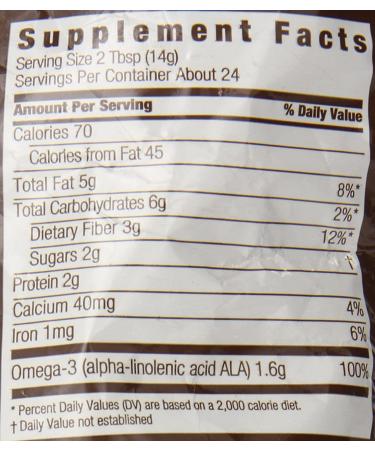 Supplement Facts
Serving Size 2 Tbsp (14g)
Servings Per Container About 24
Amount Per Serving % Daily Value
Calories 70
Calories from Fat 45
Total Fat 5g 8%*
Total Carbohydrates 6g 2%*
Dietary Fiber 3g 12%*
Sugars 2g †
Protein 2g
Calcium 40mg 4%
Iron 1mg 6%
Omega-3 (alpha-linolenic acid ALA) 1.6g 100%
* Percent Daily Values (DV) are based on a 2,000 calorie diet.
† Daily Value not established